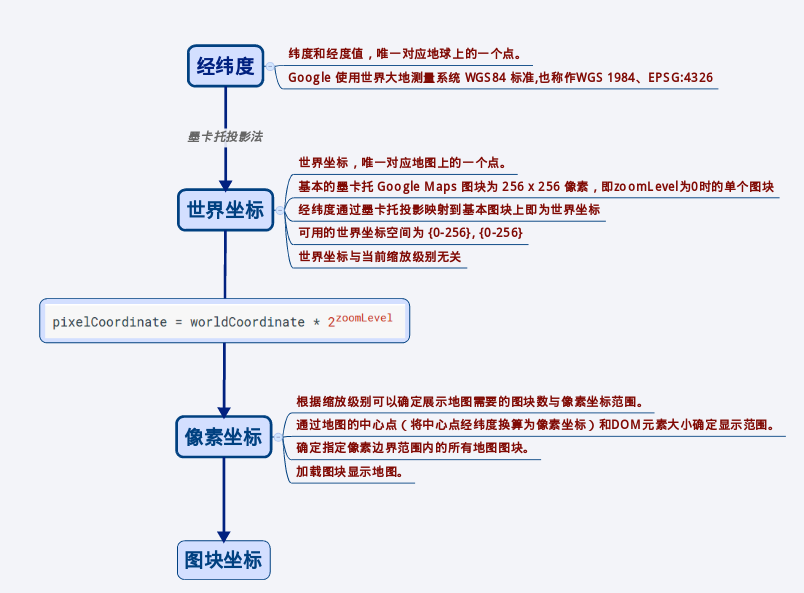 经纬度
纬度和经度值，唯一对应地球上的一个点。
Google 使用世界大地测量系统 WGS84 标准,也称作WGS 1984、EPSG:4326
墨卡托投影法
世界坐标
世界坐标，唯一对应地图上的一个点。
基本的墨卡托 Google Maps 图块为 256 x 256 像素，即zoomLevel为0时的单个图块
经纬度通过墨卡托投影映射到基本图块上即为世界坐标
可用的世界坐标空间为 {0-256}, {0-256}
世界坐标与当前缩放级别无关
pixelCoordinate = worldCoordinate * 2^zoomLevel
像素坐标
根据缩放级别可以确定展示地图需要的图块数与像素坐标范围。
通过地图的中心点（将中心点经纬度换算为像素坐标）和DOM元素大小确定显示范围。
确定指定像素边界范围内的所有地图图块。
加载图块显示地图。
图块坐标